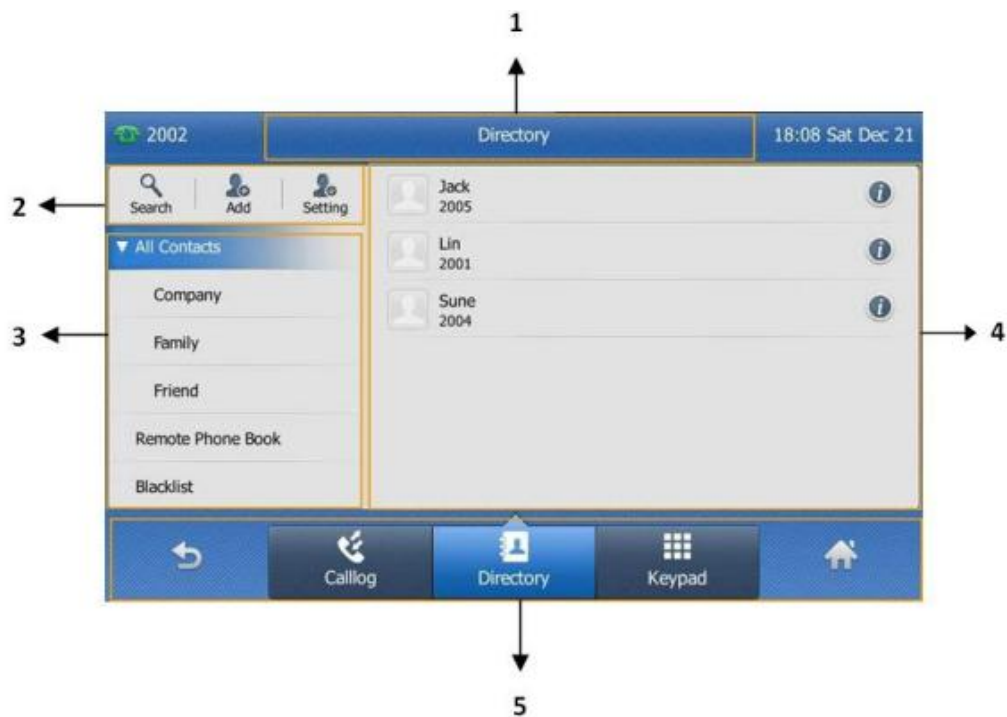 1
2002
Directory
18:08 Sat Dec 21
2
Search
Add
Setting
▼ All Contacts
Company
3
Family
Friend
Remote Phone Book
Blacklist
Jack
2005
Lin
2001
Sune
2004
4
Calllog
Directory
Keypad
5